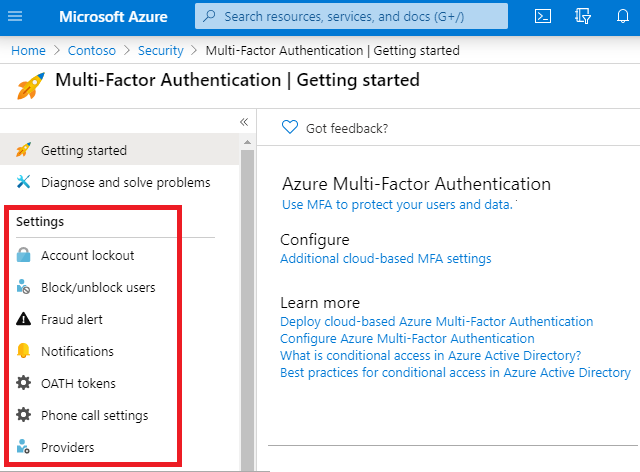 Microsoft Azure
Search resources, services, and docs (G+/)
Home > Contoso > Security > Multi-Factor Authentication | Getting started
Multi-Factor Authentication | Getting started
«
Getting started
Diagnose and solve problems
Settings
Account lockout
Block/unblock users
Fraud alert
Notifications
OATH tokens
Phone call settings
Providers
Got feedback?
Azure Multi-Factor Authentication
Use MFA to protect your users and data.
Configure
Additional cloud-based MFA settings
Learn more
Deploy cloud-based Azure Multi-Factor Authentication
Configure Azure Multi-Factor Authentication
What is conditional access in Azure Active Directory?
Best practices for conditional access in Azure Active Directory